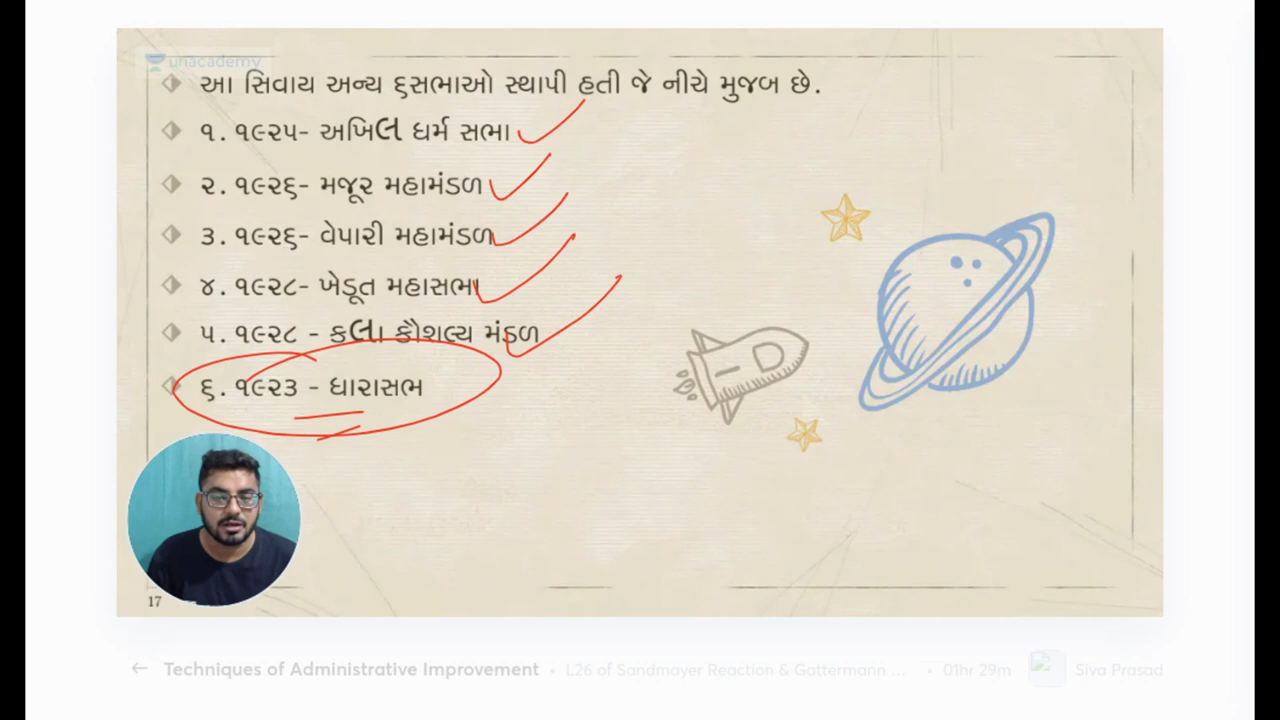 unacademy
આ સિવાય અન્ય ૬સભાઓ સ્થાપી હતી જે નીચે મુજબ છે.
૧. ૧૯૨૫- અખિલ ધર્મ સભા
૨. ૧૯૨૬- મજૂર મહામંડળ
૩. ૧૯૨૬- વેપારી મહામંડળ
૪. ૧૯૨૮- ખેડૂત મહાસભા
૫. ૧૯૨૮ - કલા કૌશલ્ય મંડળ
૬. ૧૯૨૩ - ધારાસભ
17
← Techniques of Administrative Improvement • L26 of Sandmayer Reaction & Gattermann ... • 01hr 29m Siva Prasad